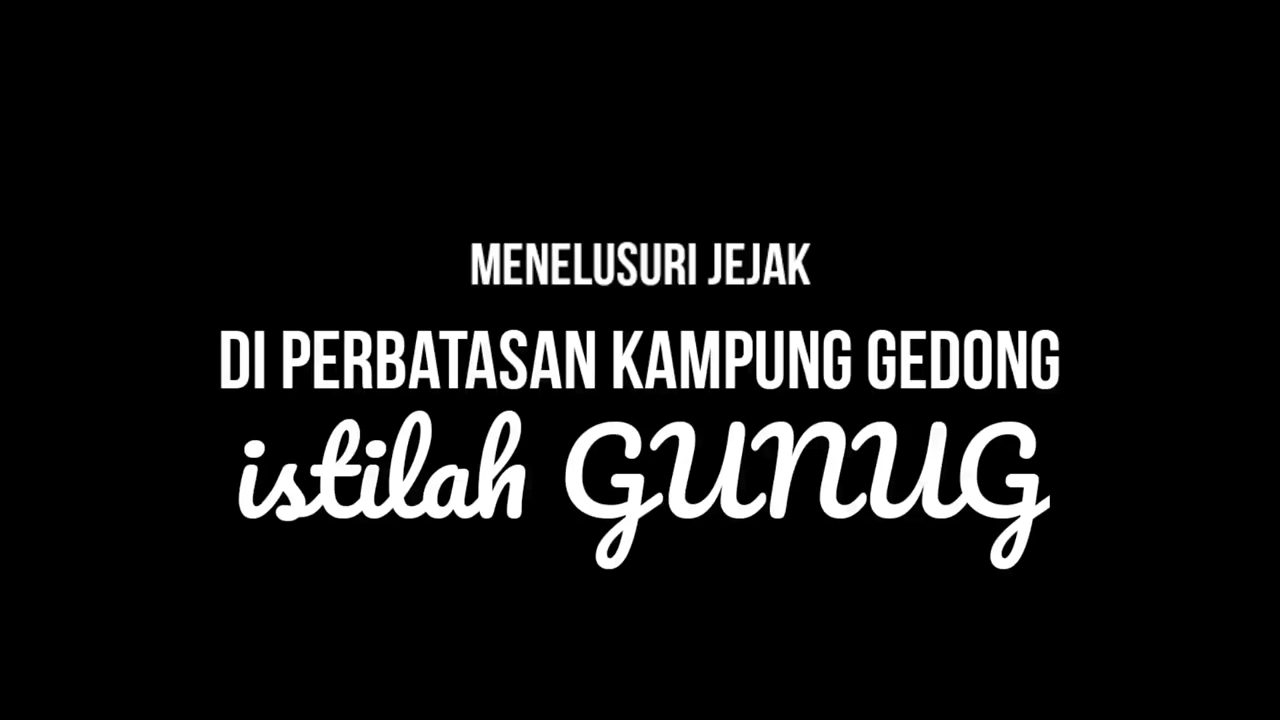 MENELUSURI JEJAK
DI PERBATASAN KAMPUNG GEDONG
istilah GUNUG